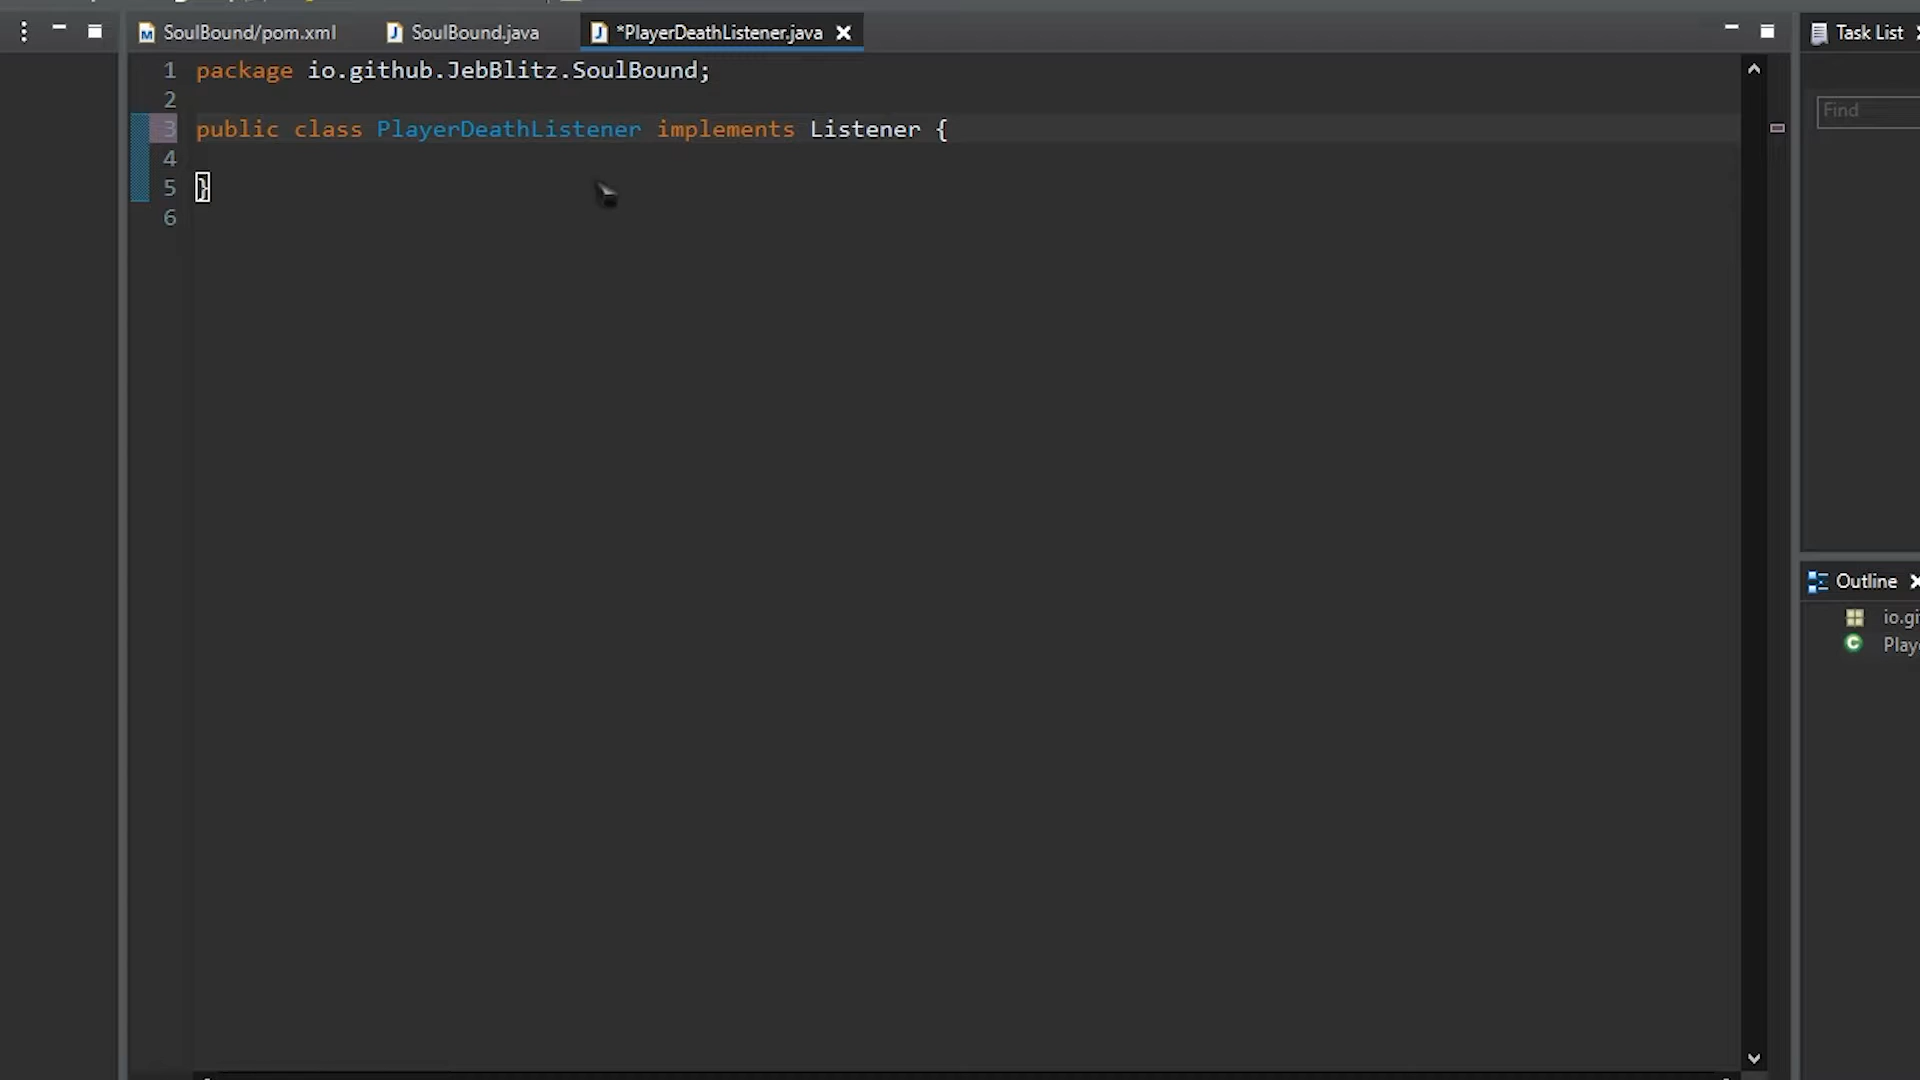 SoulBound/pom.xml
SoulBound.java
*PlayerDeathListener.java
Task List
1 package io.github.JebBlitz.SoulBound;
2
3 public class PlayerDeathListener implements Listener {
4
5 }
6
Find
Outline
io.gi
Playe